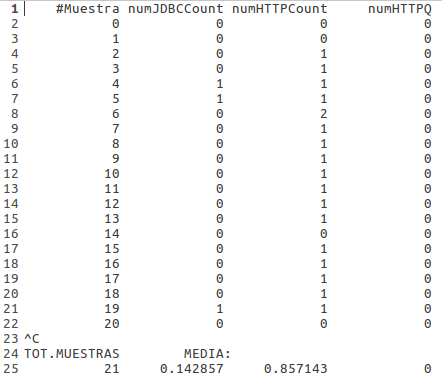 1 #Muestra numJDBCCount numHTTPCount numHTTPQ
2 0 0 0 0
3 1 0 0 0
4 2 0 1 0
5 3 0 1 0
6 4 1 1 0
7 5 1 1 0
8 6 0 2 0
9 7 0 1 0
10 8 0 1 0
11 9 0 1 0
12 10 0 1 0
13 11 0 1 0
14 12 0 1 0
15 13 0 1 0
16 14 0 0 0
17 15 0 1 0
18 16 0 1 0
19 17 0 1 0
20 18 0 1 0
21 19 1 1 0
22 20 0 0 0
23 ^C
24 TOT.MUESTRAS MEDIA:
25 21 0.142857 0.857143 0